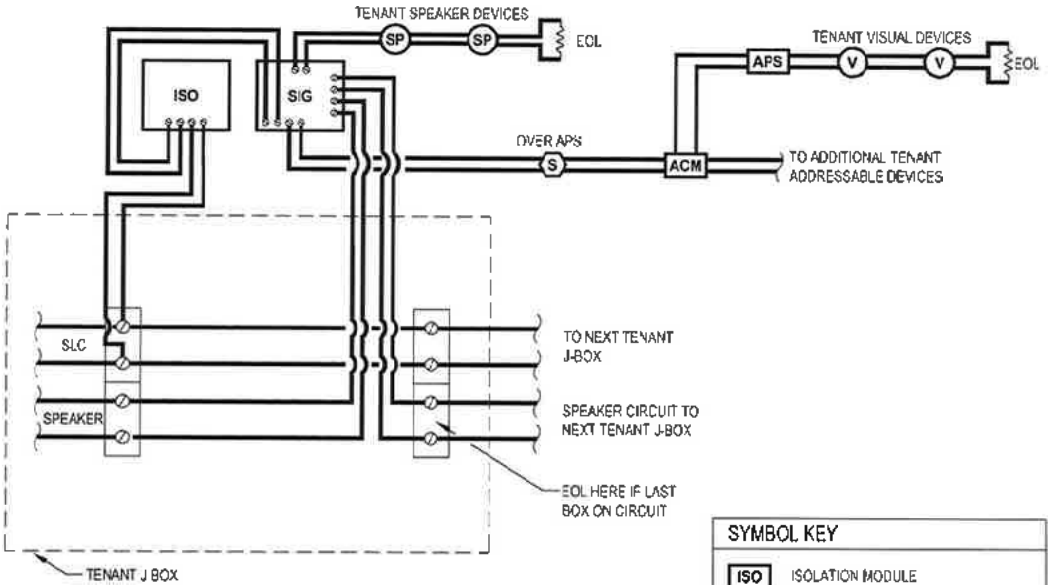 TENANT SPEAKER DEVICES
SP
SP
EOL
TENANT VISUAL DEVICES
APS
V
V
EOL
ISO
SIG
OVER APS
S
ACM
TO ADDITIONAL TENANT
ADDRESSABLE DEVICES
SLC
TO NEXT TENANT
J-BOX
SPEAKER
SPEAKER CIRCUIT TO
NEXT TENANT J-BOX
EOL HERE IF LAST
BOX ON CIRCUIT
TENANT J BOX
SYMBOL KEY
ISO ISOLATION MODULE